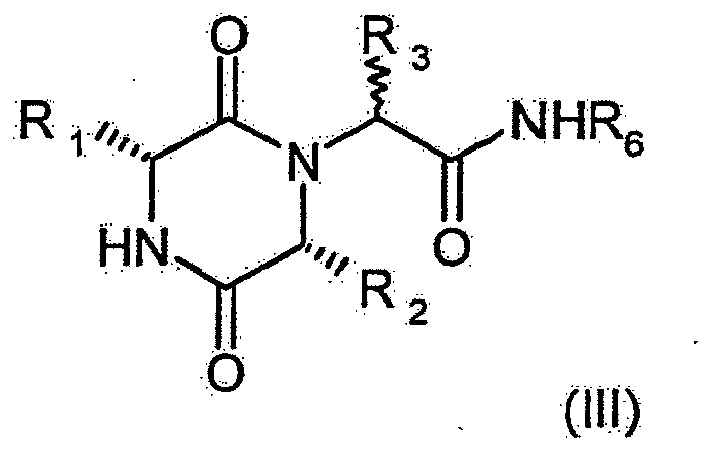 O
R3
R1
N
NHR6
HN
O
R2
O
(III)